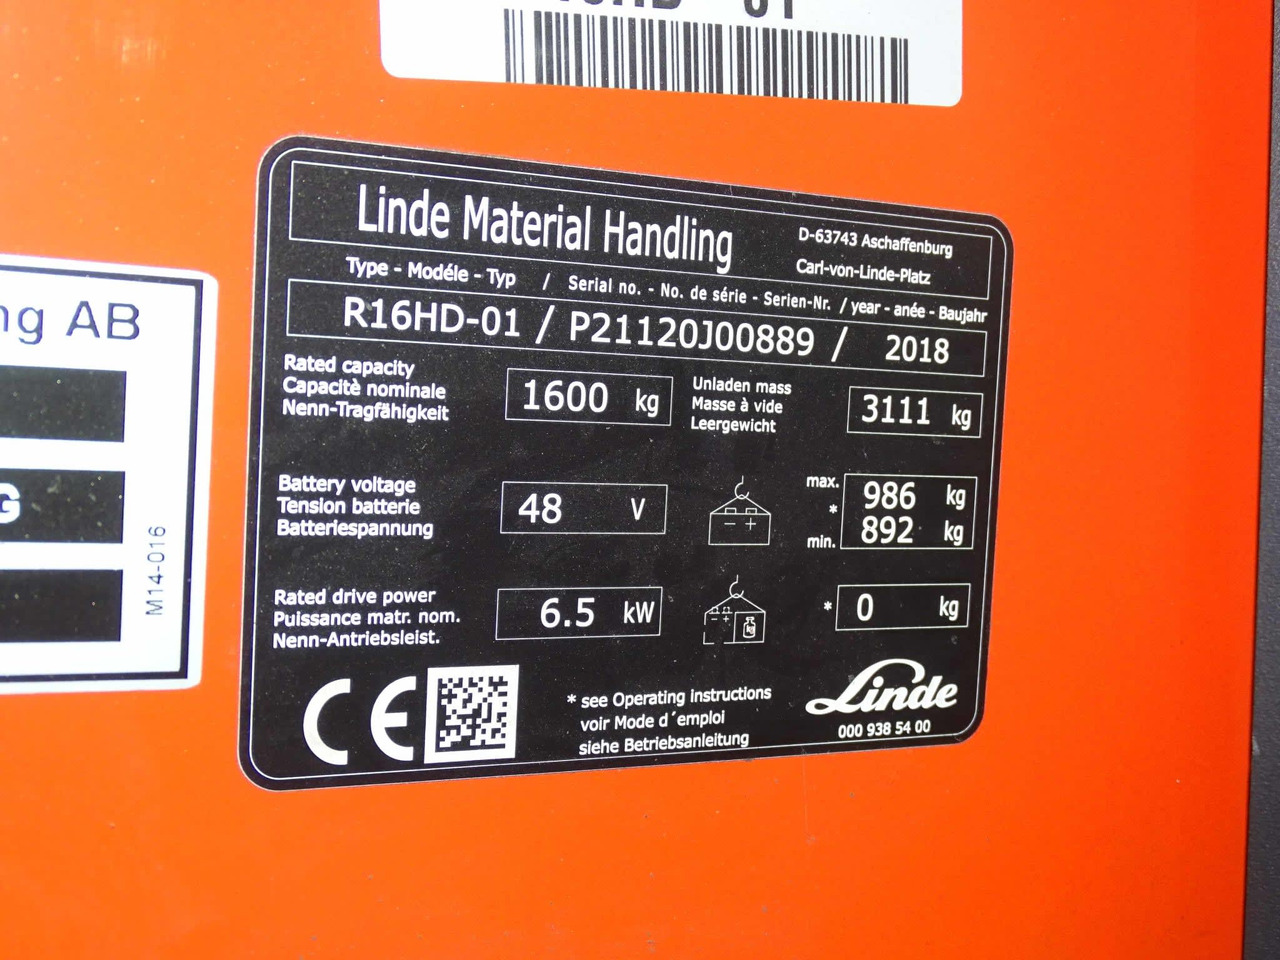 01
Linde Material Handling
D-63743 Aschaffenburg
Carl-von-Linde-Platz
Type - Modéle - Typ / Serial no. - No. de série - Serien-Nr. / year - anée - Baujahr
R16HD-01 / P21120J00889 / 2018
Rated capacity
Capacitè nominale
Nenn-Tragfähigkeit
1600 kg
Unladen mass
Masse à vide
Leergewicht
3111 kg
Battery voltage
Tension batterie
Batteriespannung
48 V
- +
max.
*
min.
986 kg
892 kg
Rated drive power
Puissance matr. nom.
Nenn-Antriebsleist.
6.5 kW
- +
kg
* 0 kg
CE
* see Operating instructions
voir Mode d´emploi
siehe Betriebsanleitung
Linde
000 938 54 00
ng AB
G
M14-016